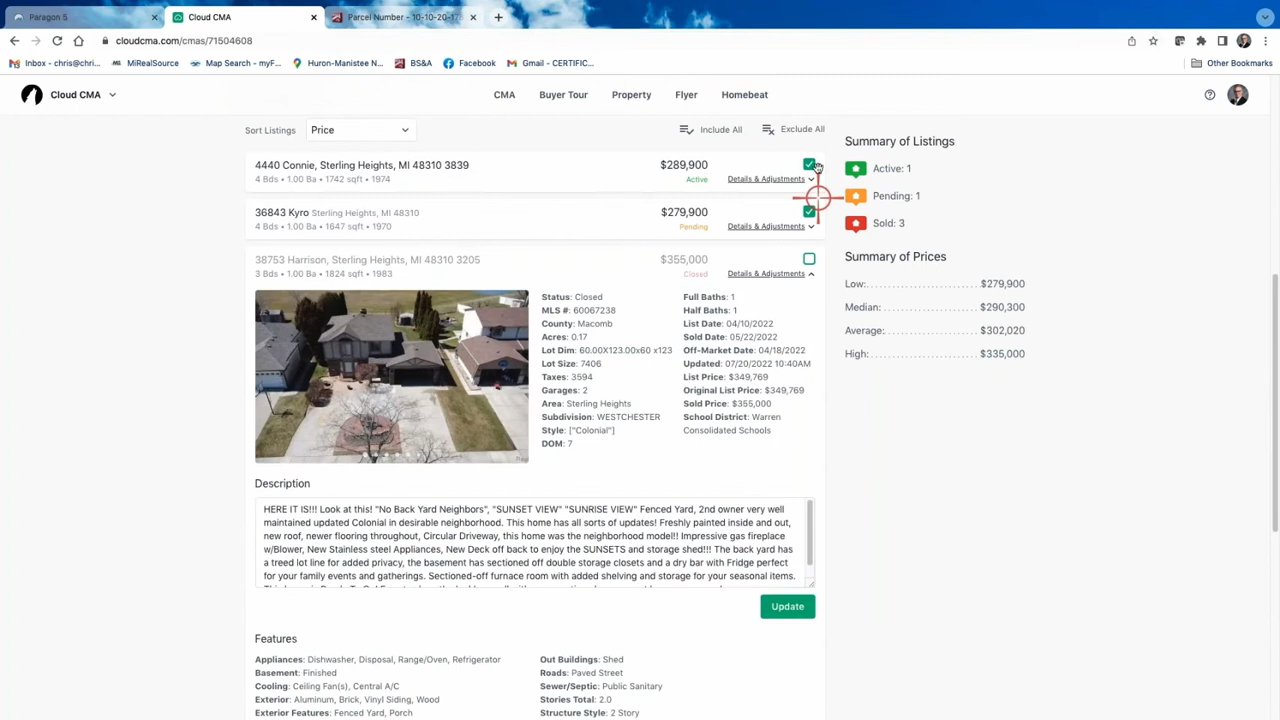 Paragon 5
Cloud CMA
Parcel Number - 10-10-20-178
cloudcma.com/cmas/71504608
Inbox - chris@chri...
MiRealSource
Map Search - myF...
Huron-Manistee N...
BS&A
Facebook
Gmail - CERTIFIC...
Other Bookmarks
Cloud CMA
CMA
Buyer Tour
Property
Flyer
Homebeat
Sort Listings
Price
Include All
Exclude All
4440 Connie, Sterling Heights, MI 48310 3839
$289,900
4 Bds • 1.00 Ba • 1742 sqft • 1974
Active
Details & Adjustments
36843 Kyro Sterling Heights, MI 48310
$279,900
4 Bds • 1.00 Ba • 1647 sqft • 1970
Pending
Details & Adjustments
38753 Harrison, Sterling Heights, MI 48310 3205
$355,000
3 Bds • 1.00 Ba • 1824 sqft • 1983
Closed
Details & Adjustments
Status: Closed
MLS #: 60067238
County: Macomb
Acres: 0.17
Lot Dim: 60.00X123.00x60 x123
Lot Size: 7406
Taxes: 3594
Garages: 2
Area: Sterling Heights
Subdivision: WESTCHESTER
Style: ["Colonial"]
DOM: 7
Full Baths: 1
Half Baths: 1
List Date: 04/10/2022
Sold Date: 05/22/2022
Off-Market Date: 04/18/2022
Updated: 07/20/2022 10:40AM
List Price: $349,769
Original List Price: $349,769
Sold Price: $355,000
School District: Warren
Consolidated Schools
Description
HERE IT IS!!! Look at this! "No Back Yard Neighbors", "SUNSET VIEW" "SUNRISE VIEW" Fenced Yard, 2nd owner very well
maintained updated Colonial in desirable neighborhood. This home has all sorts of updates! Freshly painted inside and out,
new roof, newer flooring throughout, Circular Driveway, this home was the neighborhood model!! Impressive gas fireplace
w/Blower, New Stainless steel Appliances, New Deck off back to enjoy the SUNSETS and storage shed!!! The back yard has
a treed lot line for added privacy, the basement has sectioned off double storage closets and a dry bar with Fridge perfect
for your family events and gatherings. Sectioned-off furnace room with added shelving and storage for your seasonal items.
Update
Features
Appliances: Dishwasher, Disposal, Range/Oven, Refrigerator
Basement: Finished
Cooling: Ceiling Fan(s), Central A/C
Exterior: Aluminum, Brick, Vinyl Siding, Wood
Exterior Features: Fenced Yard, Porch
Out Buildings: Shed
Roads: Paved Street
Sewer/Septic: Public Sanitary
Stories Total: 2.0
Structure Style: 2 Story
Summary of Listings
Active: 1
Pending: 1
Sold: 3
Summary of Prices
Low: $279,900
Median: $290,300
Average: $302,020
High: $335,000